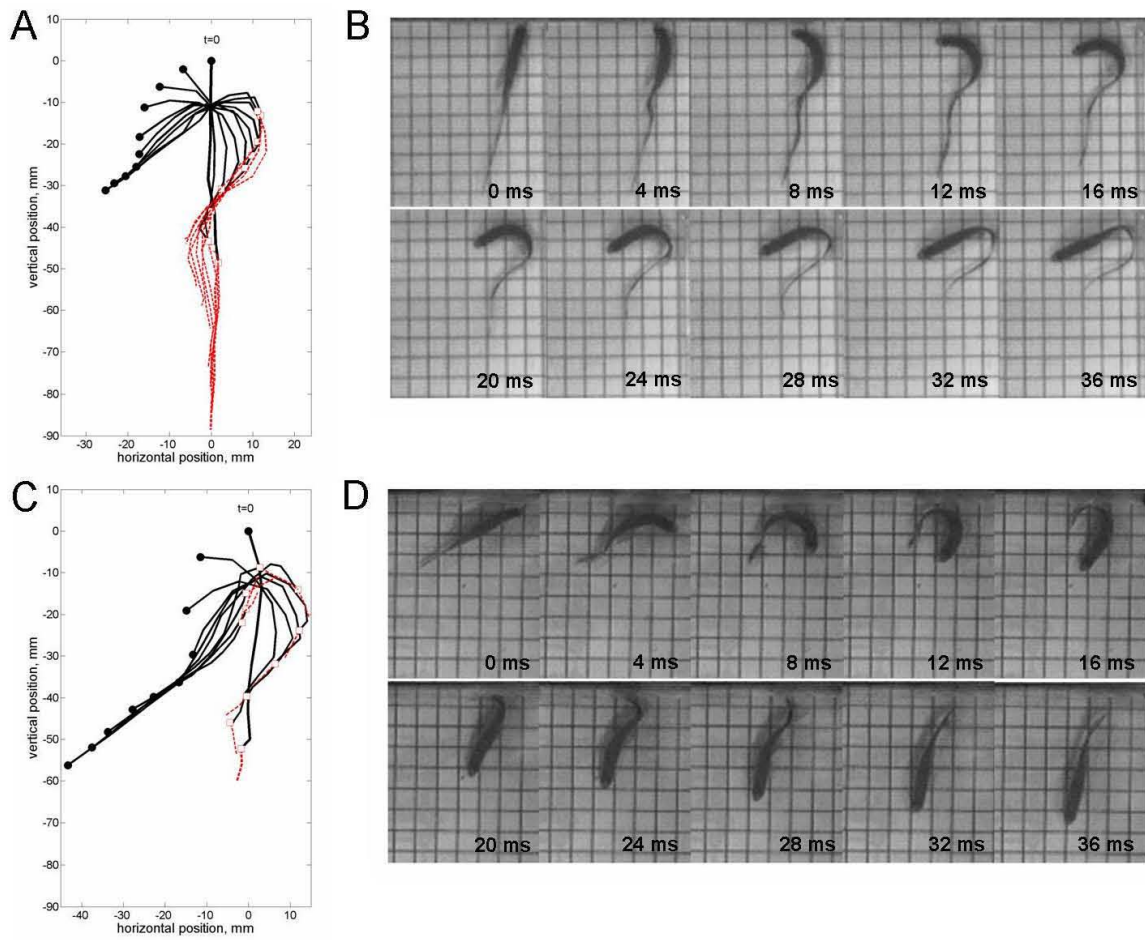 A
10
t=0
0
-10
-20
-30
-40
-50
-60
-70
-80
-90
vertical position, mm
-30 -20 -10 0 10 20
horizontal position, mm
B
0 ms 4 ms 8 ms 12 ms 16 ms
20 ms 24 ms 28 ms 32 ms 36 ms
C
10
t=0
0
-10
-20
-30
-40
-50
-60
-70
-80
-90
vertical position, mm
-40 -30 -20 -10 0 10
horizontal position, mm
D
0 ms 4 ms 8 ms 12 ms 16 ms
20 ms 24 ms 28 ms 32 ms 36 ms